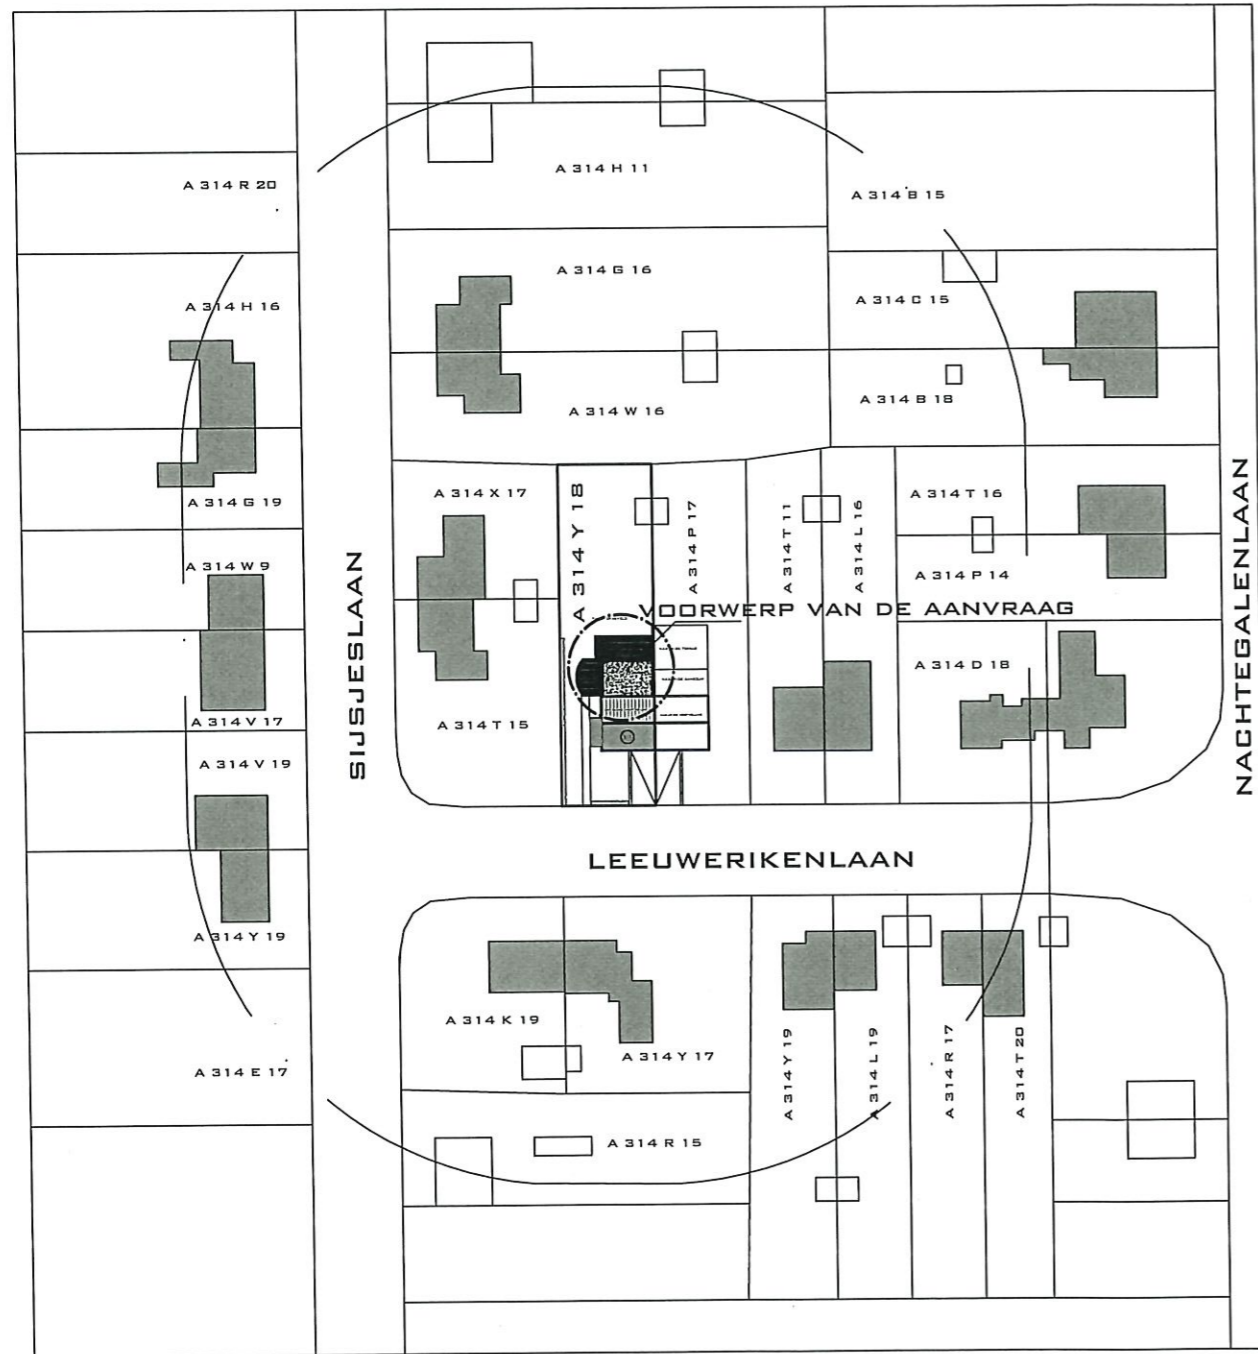 A 314 H 11
A 314 R 20
A 314 B 15
A 314 G 16
A 314 H 16
A 314 C 15
A 314 W 16
A 314 B 18
A 314 X 17
A 314 Y 18
A 314 P 17
A 314 T 11
A 314 L 16
A 314 T 16
A 314 G 19
A 314 W 9
A 314 P 14
VOORWERP VAN DE AANVRAAG
SIJSJESLAAN
NACHTEGALENLAAN
A 314 D 18
A 314 V 17
A 314 T 15
A 314 V 19
LEEUWERIKENLAAN
A 314 Y 19
A 314 K 19
A 314 Y 17
A 314 Y 19
A 314 L 19
A 314 R 17
A 314 T 20
A 314 E 17
A 314 R 15